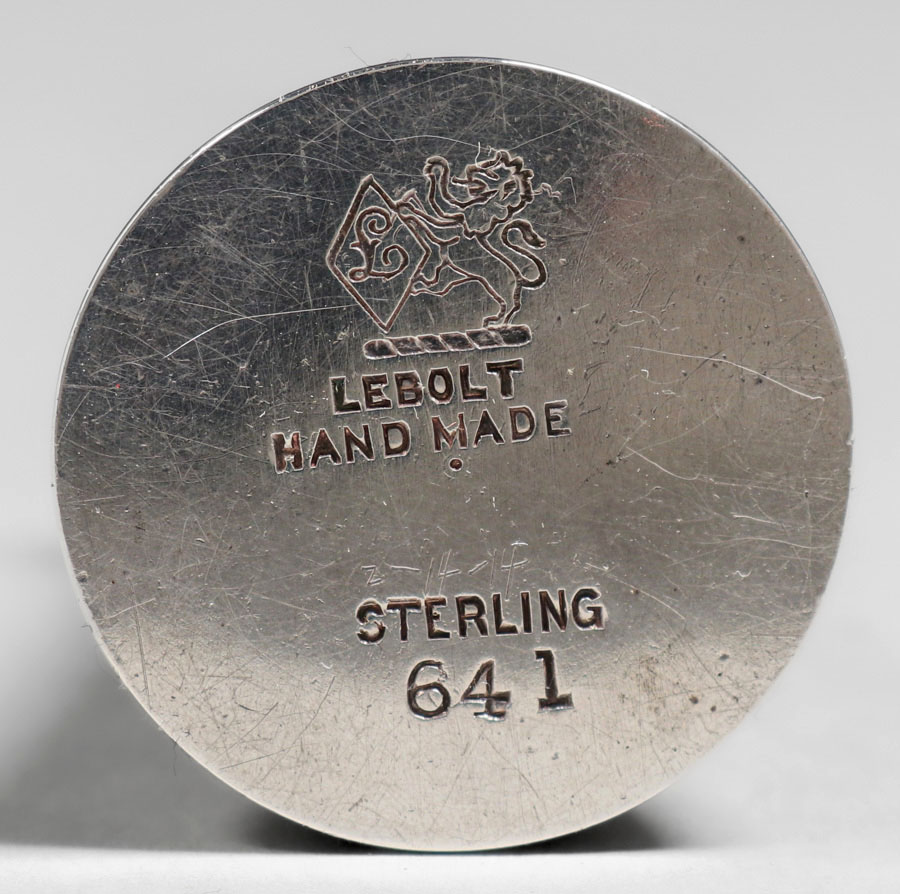 £
LEBOLT
HAND MADE
STERLING
641